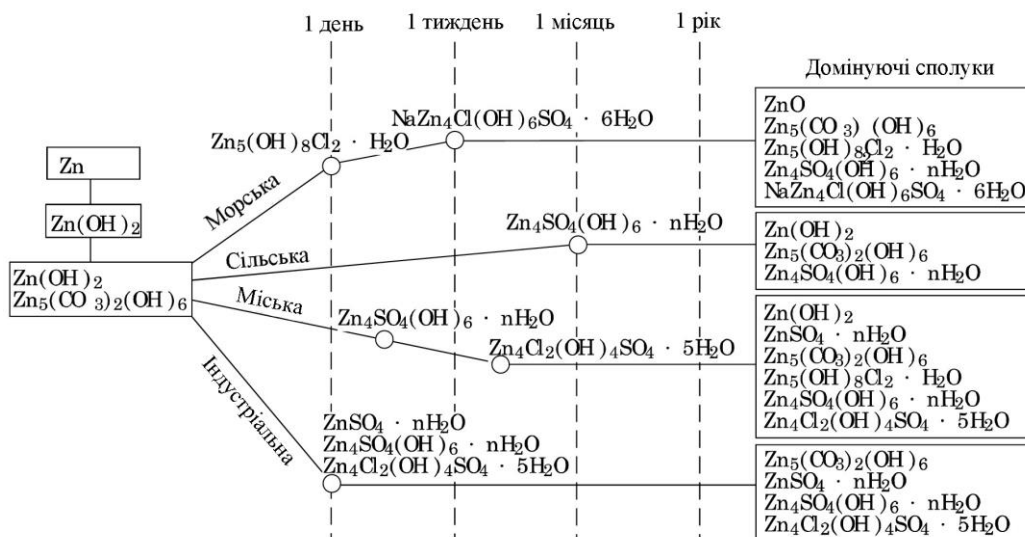 1 день 1 тиждень 1 місяць 1 рік
Домінуючі сполуки
Zn
Zn(OH)₂
Zn(OH)₂
Zn₅(CO₃)₂(OH)₆
Морська
Zn₅(OH)₈Cl₂ · H₂O
NaZn₄Cl(OH)₆SO₄ · 6H₂O
ZnO
Zn₅(CO₃) (OH)₆
Zn₅(OH)₈Cl₂ · H₂O
Zn₄SO₄(OH)₆ · nH₂O
NaZn₄Cl(OH)₆SO₄ · 6H₂O
Сільська
Zn₄SO₄(OH)₆ · nH₂O
Zn(OH)₂
Zn₅(CO₃)₂(OH)₆
Zn₄SO₄(OH)₆ · nH₂O
Міська
Zn₄SO₄(OH)₆ · nH₂O
Zn₄Cl₂(OH)₄SO₄ · 5H₂O
Zn(OH)₂
ZnSO₄ · nH₂O
Zn₅(CO₃)₂(OH)₆
Zn₅(OH)₈Cl₂ · H₂O
Zn₄SO₄(OH)₆ · nH₂O
Zn₄Cl₂(OH)₄SO₄ · 5H₂O
Індустріальна
ZnSO₄ · nH₂O
Zn₄SO₄(OH)₆ · nH₂O
Zn₄Cl₂(OH)₄SO₄ · 5H₂O
Zn₅(CO₃)₂(OH)₆
ZnSO₄ · nH₂O
Zn₄SO₄(OH)₆ · nH₂O
Zn₄Cl₂(OH)₄SO₄ · 5H₂O